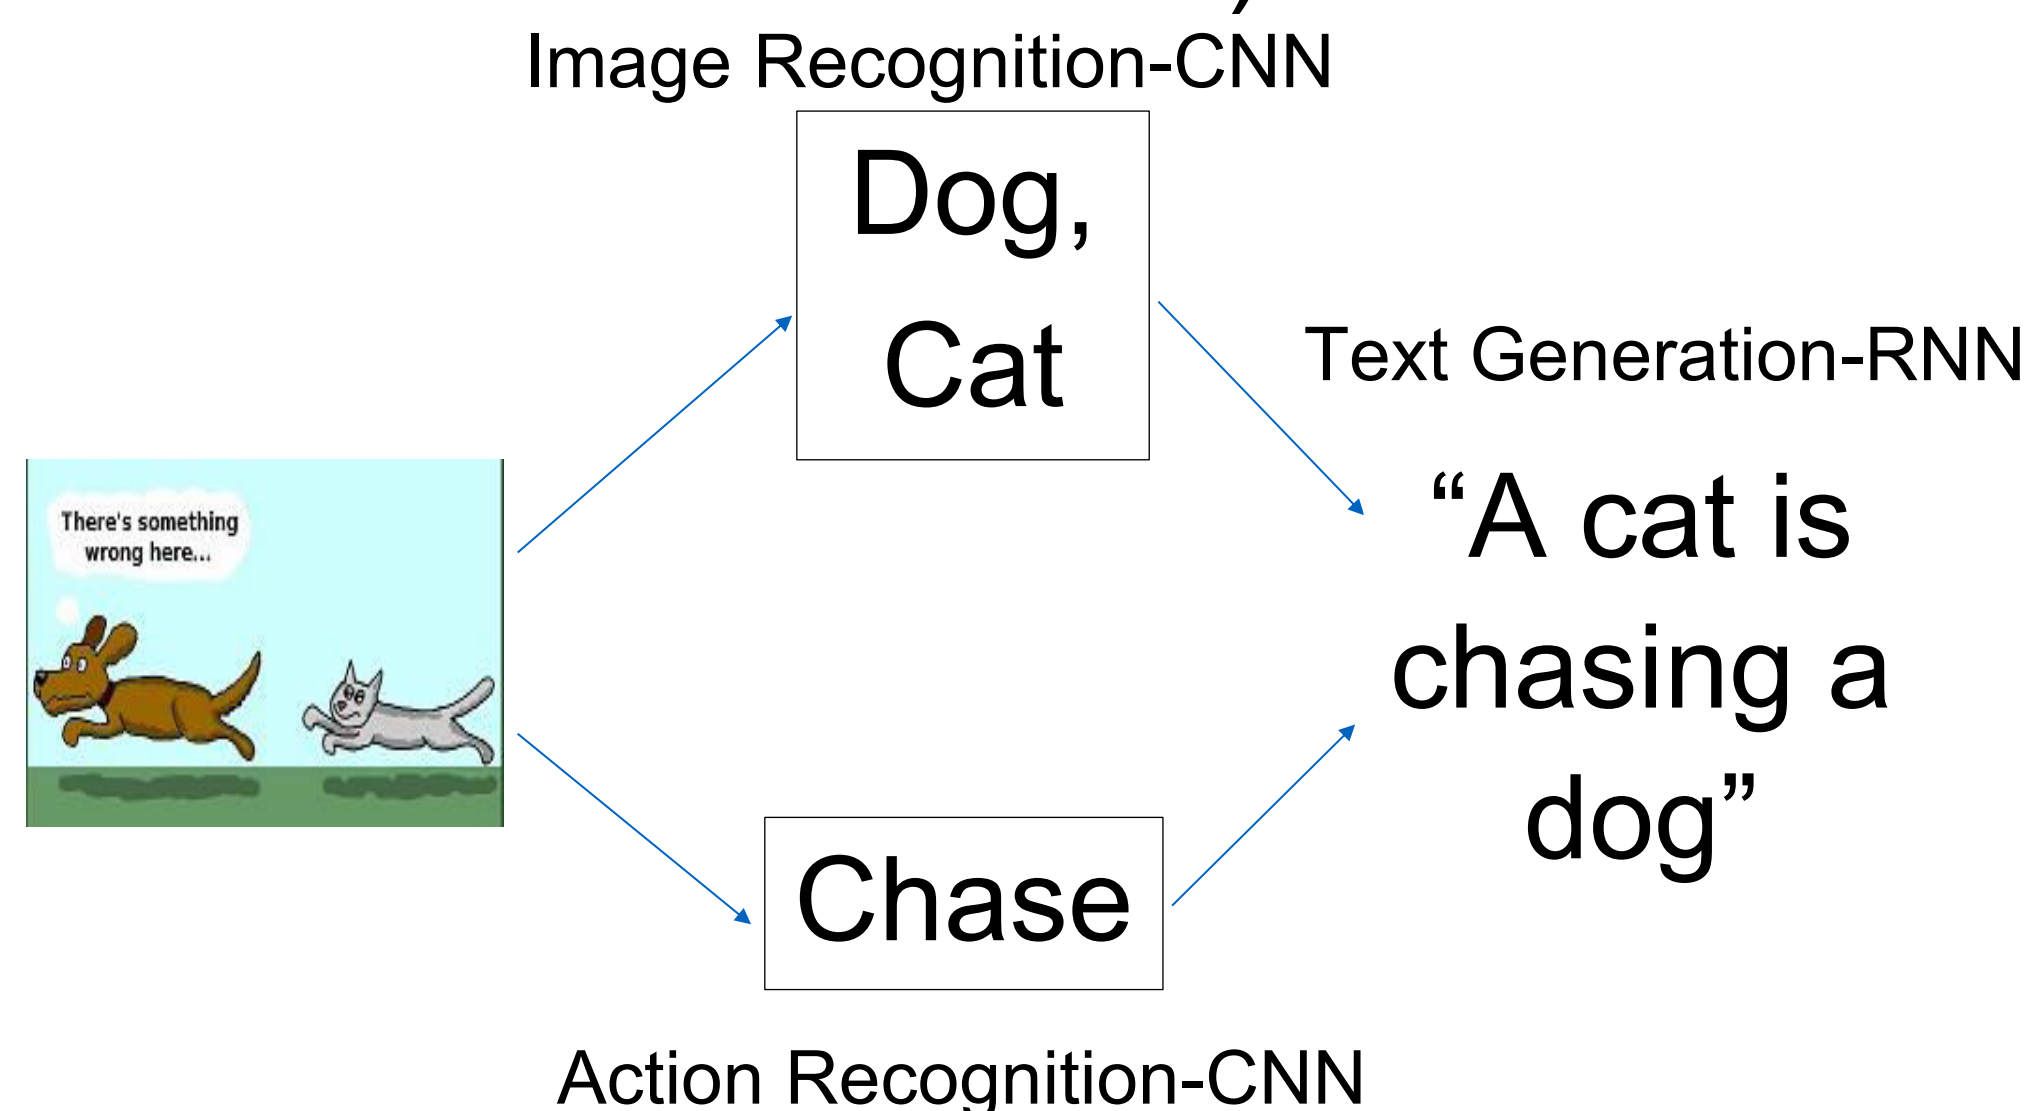 Image Recognition-CNN
Dog,
Cat
Text Generation-RNN
There's something
wrong here...
“A cat is
chasing a
dog”
Chase
Action Recognition-CNN